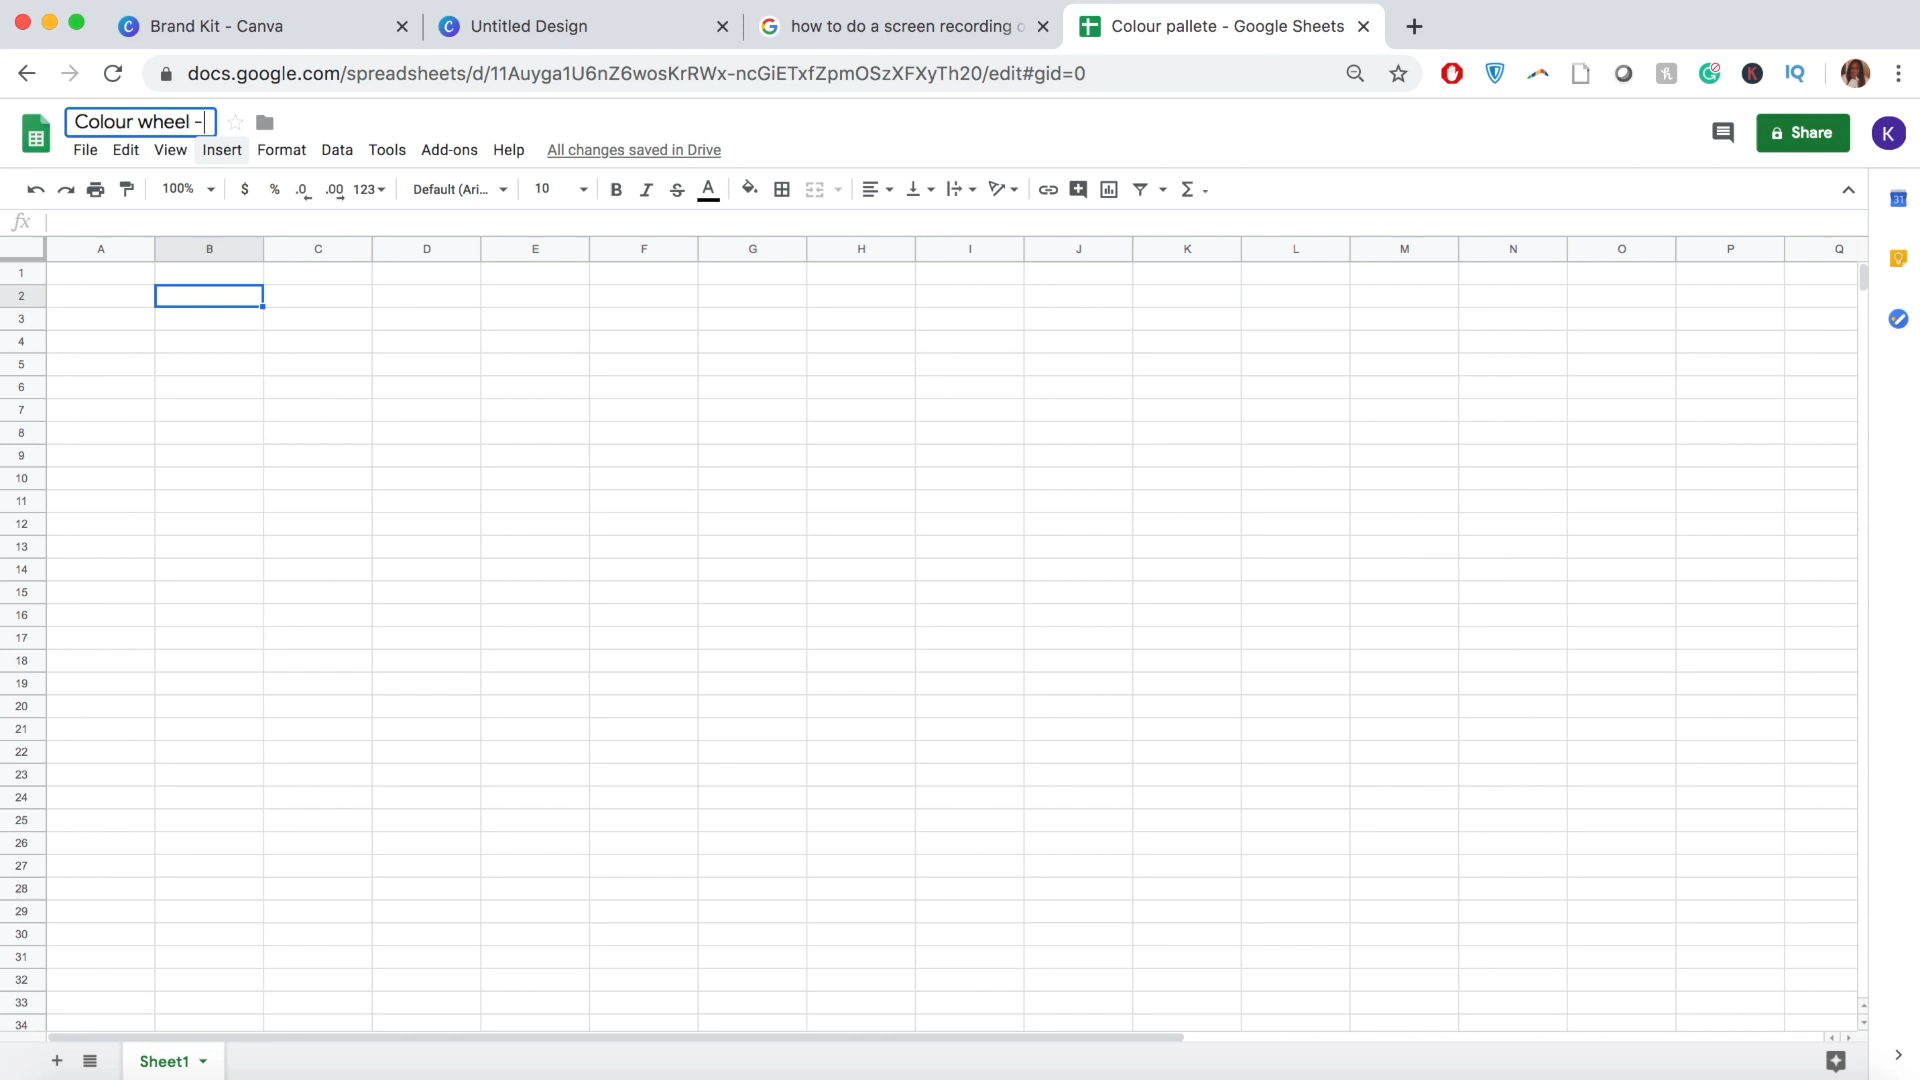 Brand Kit - Canva
Untitled Design
how to do a screen recording o
Colour pallete - Google Sheets
docs.google.com/spreadsheets/d/11Auyga1U6nZ6wosKrRWx-ncGiETxfZpmOSzXFXyTh20/edit#gid=0
IQ
Colour wheel -
File Edit View Insert Format Data Tools Add-ons Help All changes saved in Drive
Share
K
100% $ % .0 .00 123 Default (Ari... 10 B I S A Σ
31
fx
A B C D E F G H I J K L M N O P Q
1
2
3
4
5
6
7
8
9
10
11
12
13
14
15
16
17
18
19
20
21
22
23
24
25
26
27
28
29
30
31
32
33
34
Sheet1